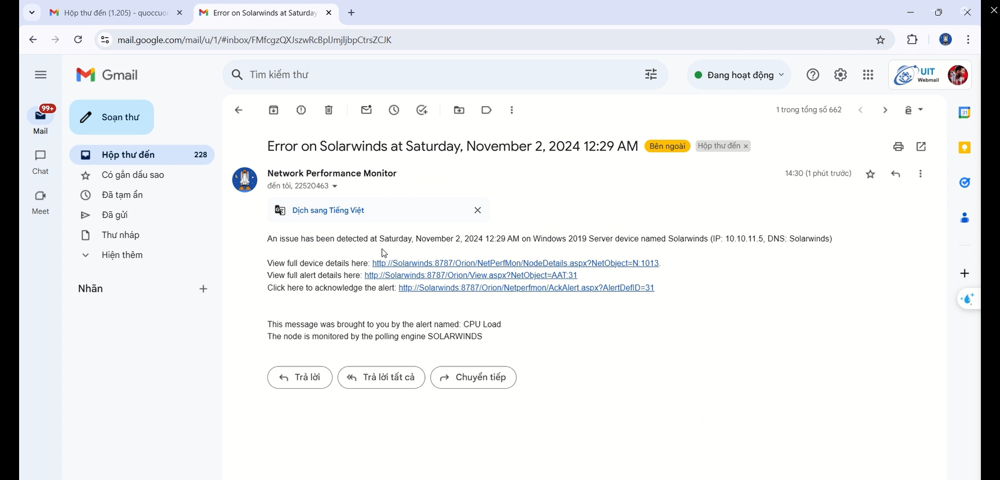 Hộp thư đến (1.205) - quoccuo
Error on Solarwinds at Saturday
mail.google.com/mail/u/1/#inbox/FMfcgzQXJszwRcBplJmjljbpCtrsZCJK
Gmail
Tìm kiếm thư
Đang hoạt động
UIT
Webmail
99+
Mail
Chat
Meet
Soạn thư
Hộp thư đến 228
Có gắn dấu sao
Đã tạm ẩn
Đã gửi
Thư nháp
Hiện thêm
Nhãn
1 trong tổng số 662
Error on Solarwinds at Saturday, November 2, 2024 12:29 AM Bên ngoài Hộp thư đến
Network Performance Monitor
14:30 (1 phút trước)
đến tôi, 22520463
Dịch sang Tiếng Việt
An issue has been detected at Saturday, November 2, 2024 12:29 AM on Windows 2019 Server device named Solarwinds (IP: 10.10.11.5, DNS: Solarwinds)
View full device details here: http://Solarwinds:8787/Orion/NetPerfMon/NodeDetails.aspx?NetObject=N:1013.
View full alert details here: http://Solarwinds:8787/Orion/View.aspx?NetObject=AAT:31
Click here to acknowledge the alert: http://Solarwinds:8787/Orion/Netperfmon/AckAlert.aspx?AlertDefID=31
This message was brought to you by the alert named: CPU Load
The node is monitored by the polling engine SOLARWINDS
Trả lời
Trả lời tất cả
Chuyển tiếp
31